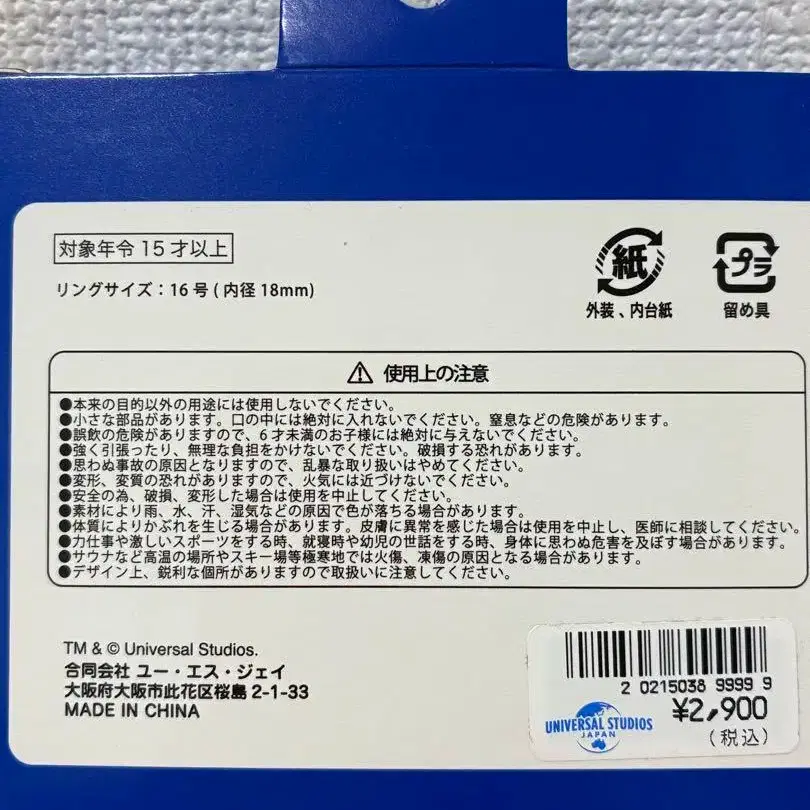 対象年令 15 才以上
リングサイズ：16 号 ( 内径 18mm)
紙
外装、内台紙
プラ
留め具
使用上の注意
●本来の目的以外の用途には使用しないでください。
●小さな部品があります。口の中には絶対に入れないでください。窒息などの危険があります。
●誤飲の危険がありますので、6 才未満のお子様には絶対に与えないでください。
●強く引張ったり、無理な負担をかけないでください。破損する恐れがあります。
●思わぬ事故の原因となりますので、乱暴な取り扱いはやめてください。
●変形、変質の恐れがありますので、火気には近づけないでください。
●安全の為、破損、変形した場合は使用を中止してください。
●素材により雨、水、汗、湿気などの原因で色が落ちる場合があります。
●体質によりかぶれを生じる場合があります。皮膚に異常を感じた場合は使用を中止し、医師に相談してください。
●力仕事や激しいスポーツをする時、就寝時や幼児の世話をする時、身体に思わぬ危害を及ぼす場合があります。
●サウナなど高温の場所やスキー場等極寒地では火傷、凍傷の原因となる場合があります。
●デザイン上、鋭利な個所がありますので取扱いに注意してください。
TM & © Universal Studios.
合同会社 ユー・エス・ジェイ
大阪府大阪市此花区桜島 2-1-33
MADE IN CHINA
2 0215038 9999 9
UNIVERSAL STUDIOS
JAPAN
¥2,900
(税込)